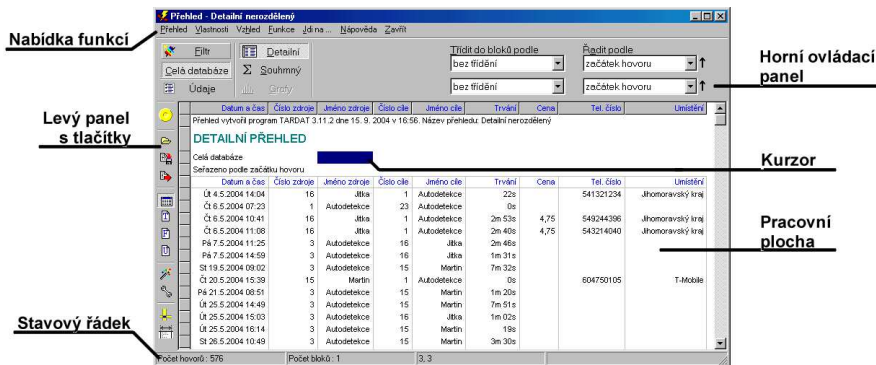 Přehled - Detailní nerozdělený
Přehled Vlastnosti Vzhled Funkce Jdi na... Nápověda Zavřít
Nabídka funkcí
Filtr Detailní Třídit do bloků podle Řadit podle
bez třídění začátek hovoru
Celá databáze Σ Souhrnný
Horní ovládací
panel
Údaje Grafy bez třídění začátek hovoru
Levý panel
s tlačítky
Datum a čas Číslo zdroje Jméno zdroje Číslo cíle Jméno cíle Trvání Cena Tel. číslo Umístění
Přehled vytvořil program TARDAT 3.11.2 dne 15. 9. 2004 v 16:56. Název přehledu: Detailní nerozdělený
DETAILNÍ PŘEHLED
Celá databáze
Kurzor
Seřazeno podle začátku hovoru
Datum a čas Číslo zdroje Jméno zdroje Číslo cíle Jméno cíle Trvání Cena Tel. číslo Umístění
Út 4.5.2004 14:04 16 Jitka 1 Autodetekce 22s 541321234 Jihomoravský kraj
Čt 6.5.2004 07:23 1 Autodetekce 23 Autodetekce 0s
Čt 6.5.2004 10:41 16 Jitka 1 Autodetekce 2m 53s 4,75 549244396 Jihomoravský kraj
Čt 6.5.2004 11:08 16 Jitka 1 Autodetekce 2m 40s 4,75 543214040 Jihomoravský kraj
Pá 7.5.2004 11:25 3 Autodetekce 16 Jitka 2m 46s
Pá 7.5.2004 14:59 3 Autodetekce 16 Jitka 1m 31s
St 19.5.2004 09:02 3 Autodetekce 15 Martin 7m 32s
Čt 20.5.2004 15:39 15 Martin 1 Autodetekce 0s 604750105 T-Mobile
Pá 21.5.2004 08:51 3 Autodetekce 15 Martin 1m 20s
Út 25.5.2004 14:49 3 Autodetekce 15 Martin 7m 51s
Út 25.5.2004 15:03 3 Autodetekce 16 Jitka 1m 02s
Út 25.5.2004 16:14 3 Autodetekce 15 Martin 19s
St 26.5.2004 10:49 3 Autodetekce 15 Martin 3m 30s
Pracovní
plocha
Stavový řádek
Počet hovorů : 576 Počet bloků : 1 3, 3